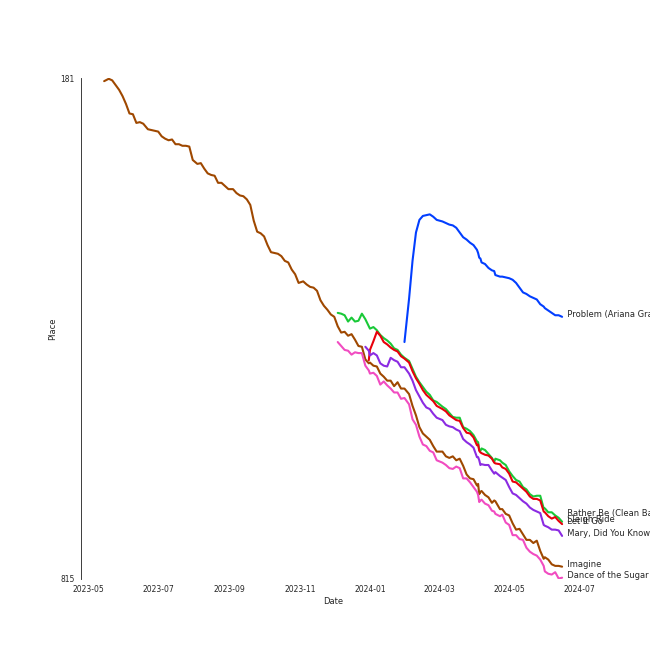 181
Place
815
2023-05
2023-07
2023-09
2023-11
2024-01
2024-03
2024-05
2024-07
Date
Problem (Ariana Gra
Rather Be (Clean Ba
Sleigh Ride
Let It Go
Mary, Did You Know
Imagine
Dance of the Sugar